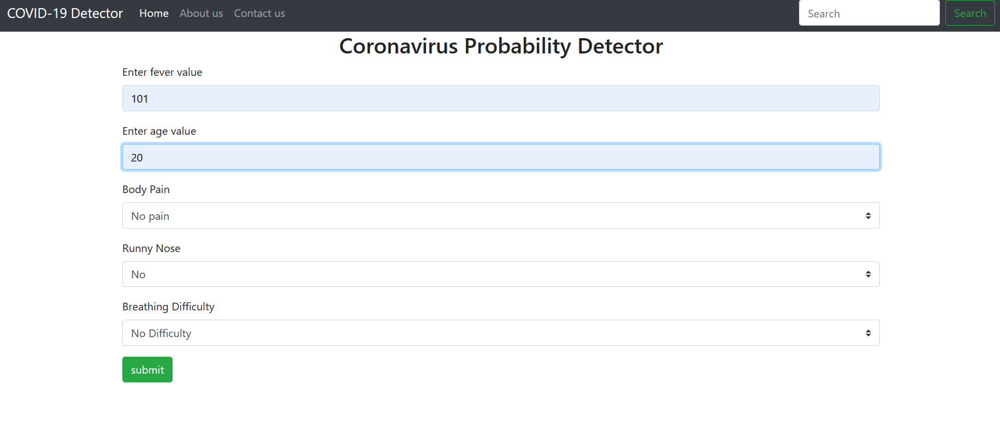 COVID-19 Detector Home About us Contact us Search Search
Coronavirus Probability Detector
Enter fever value
101
Enter age value
20
Body Pain
No pain
Runny Nose
No
Breathing Difficulty
No Difficulty
submit